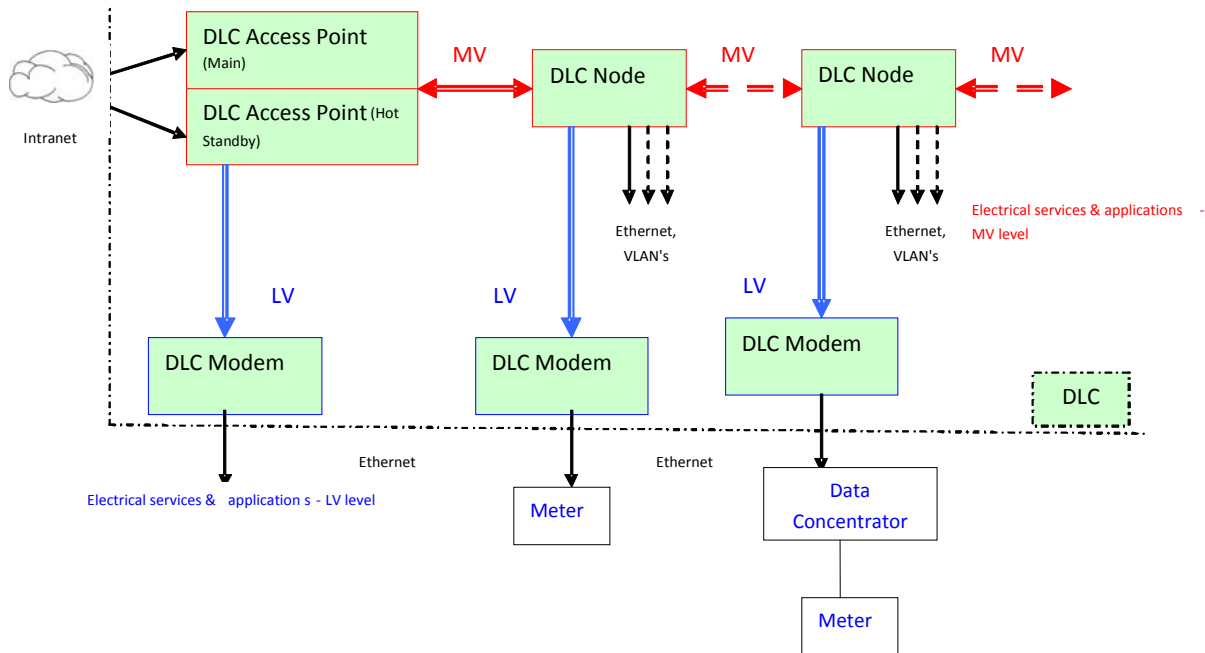 DLC Access Point
(Main)
MV
DLC Node
MV
DLC Node
MV
DLC Access Point (Hot
Standby)
Intranet
Electrical services & applications -
MV level
Ethernet,
VLAN's
Ethernet,
VLAN's
LV
LV
LV
DLC Modem
DLC Modem
DLC Modem
DLC
Ethernet
Ethernet
Electrical services & application s - LV level
Meter
Data
Concentrator
Meter